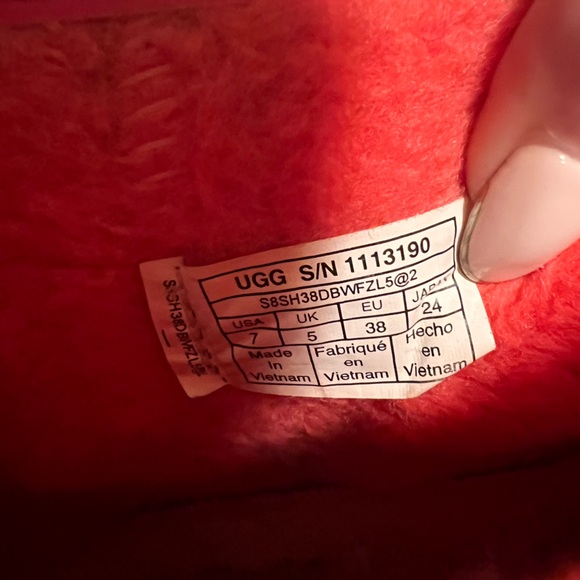 UGG S/N 1113190
S8SH38DBWFZL5@2
USA UK EU
7 5 38 24
Made Fabriqué Hecho
In en en
Vietnam Vietnam Vietnam